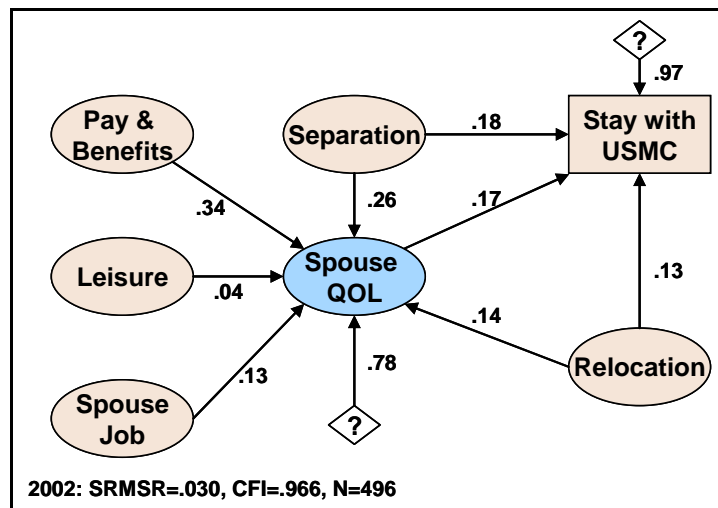 ?
.97
Pay &
Benefits
Separation
.18
Stay with
USMC
.34
.26
.17
Leisure
.04
Spouse
QOL
.13
.14
Relocation
.13
.78
Spouse
Job
?
2002: SRMSR=.030, CFI=.966, N=496